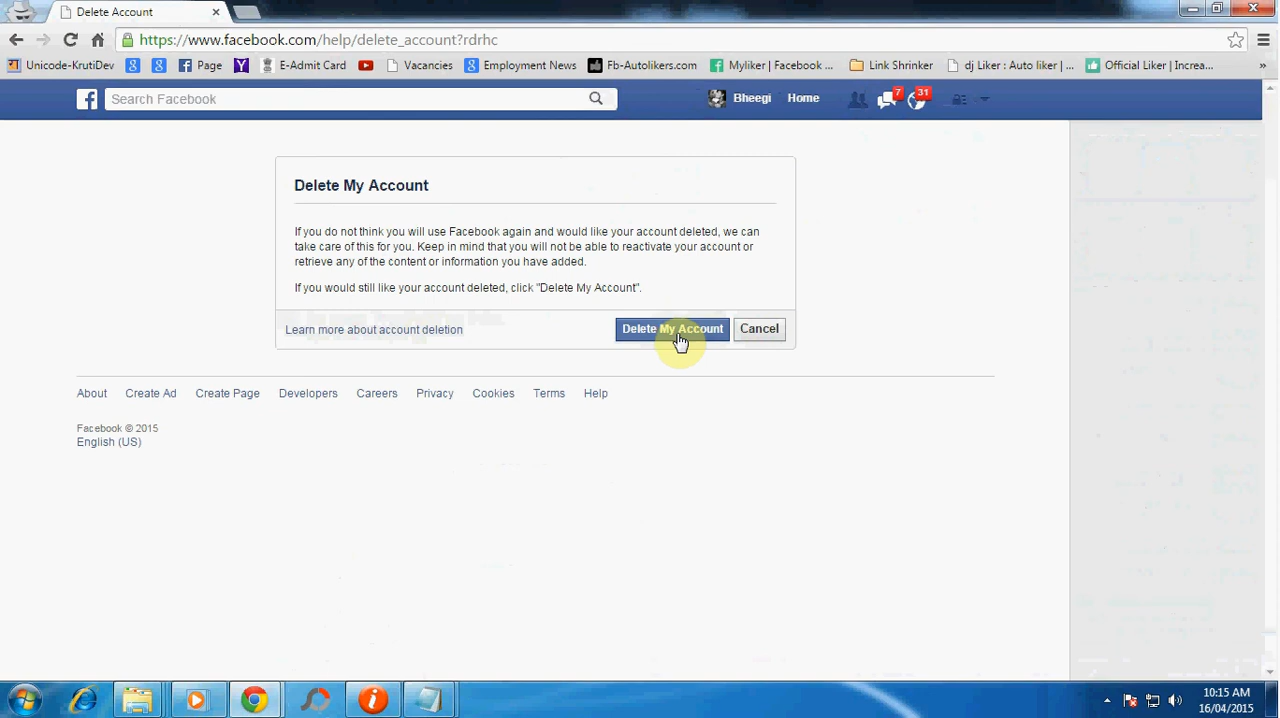 Delete Account
https://www.facebook.com/help/delete_account?rdrhc
Unicode-KrutiDev Page E-Admit Card Vacancies Employment News Fb-Autolikers.com Myliker | Facebook ... Link Shrinker dj Liker : Auto liker | ... Official Liker | Increa... »
Search Facebook Bheegi Home 7 31
Delete My Account
If you do not think you will use Facebook again and would like your account deleted, we can
take care of this for you. Keep in mind that you will not be able to reactivate your account or
retrieve any of the content or information you have added.
If you would still like your account deleted, click "Delete My Account".
Learn more about account deletion Delete My Account Cancel
About Create Ad Create Page Developers Careers Privacy Cookies Terms Help
Facebook © 2015
English (US)
10:15 AM
16/04/2015